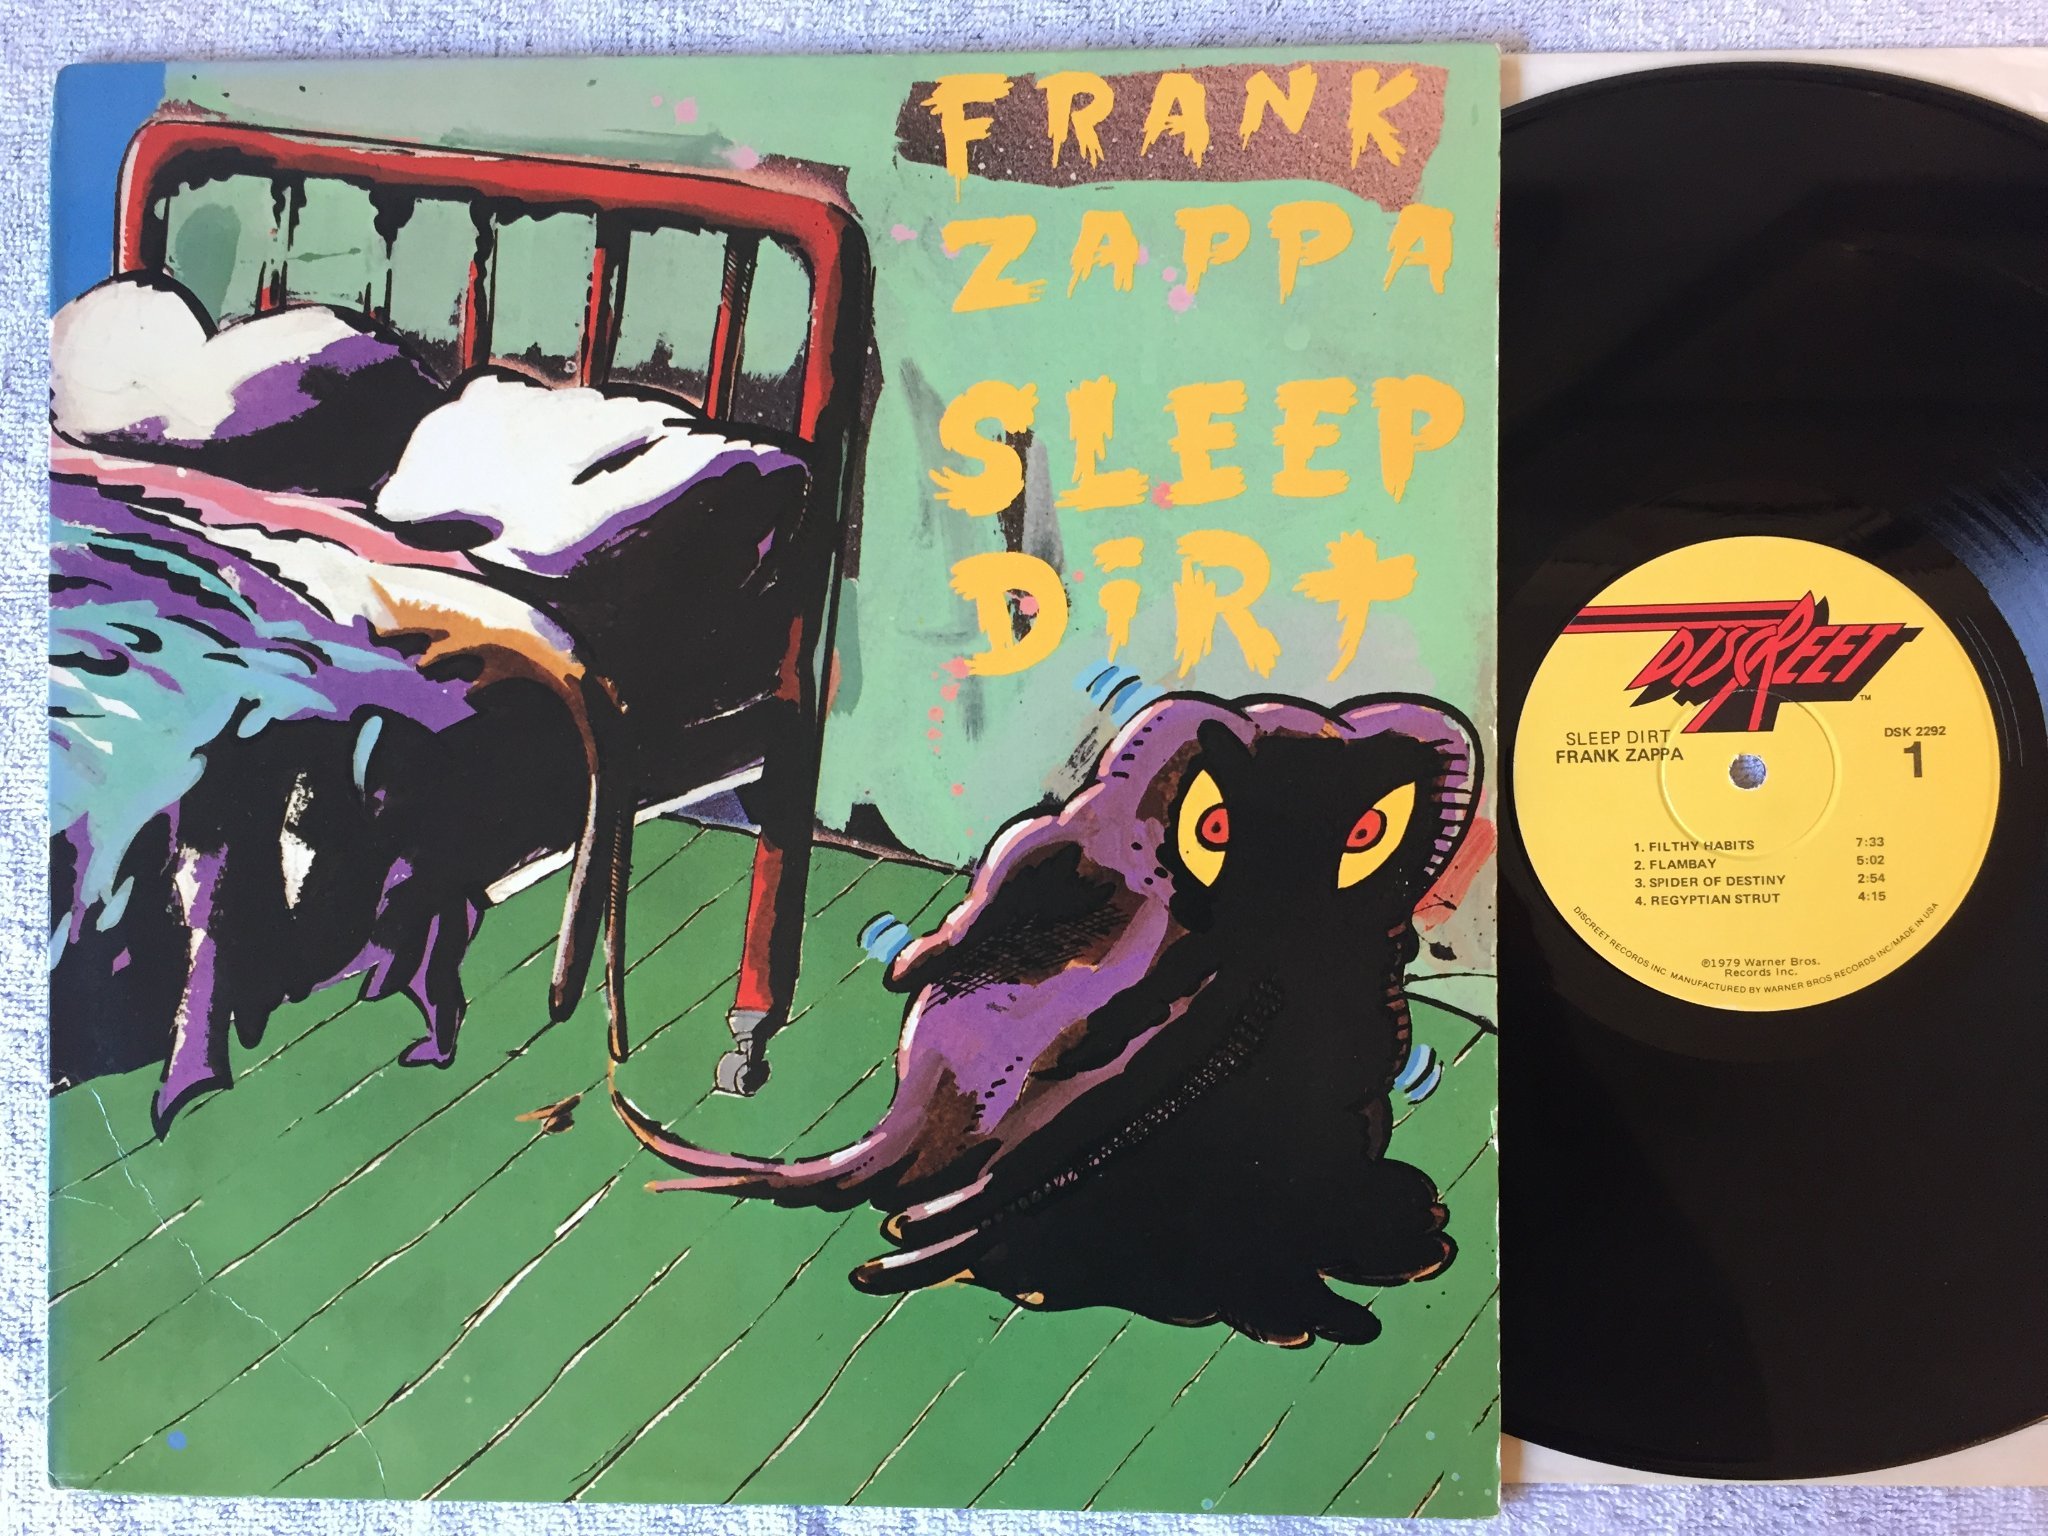 FRANK
ZAPPA
SLEEP
DiRT
DISCREET
TM
SLEEP DIRT
FRANK ZAPPA
DSK 2292
1
1. FILTHY HABITS 7:33
2. FLAMBAY 5:02
3. SPIDER OF DESTINY 2:54
4. REGYPTIAN STRUT 4:15
℗1979 Warner Bros.
Records Inc.
DISCREET RECORDS INC. MANUFACTURED BY WARNER BROS RECORDS INC/MADE IN USA